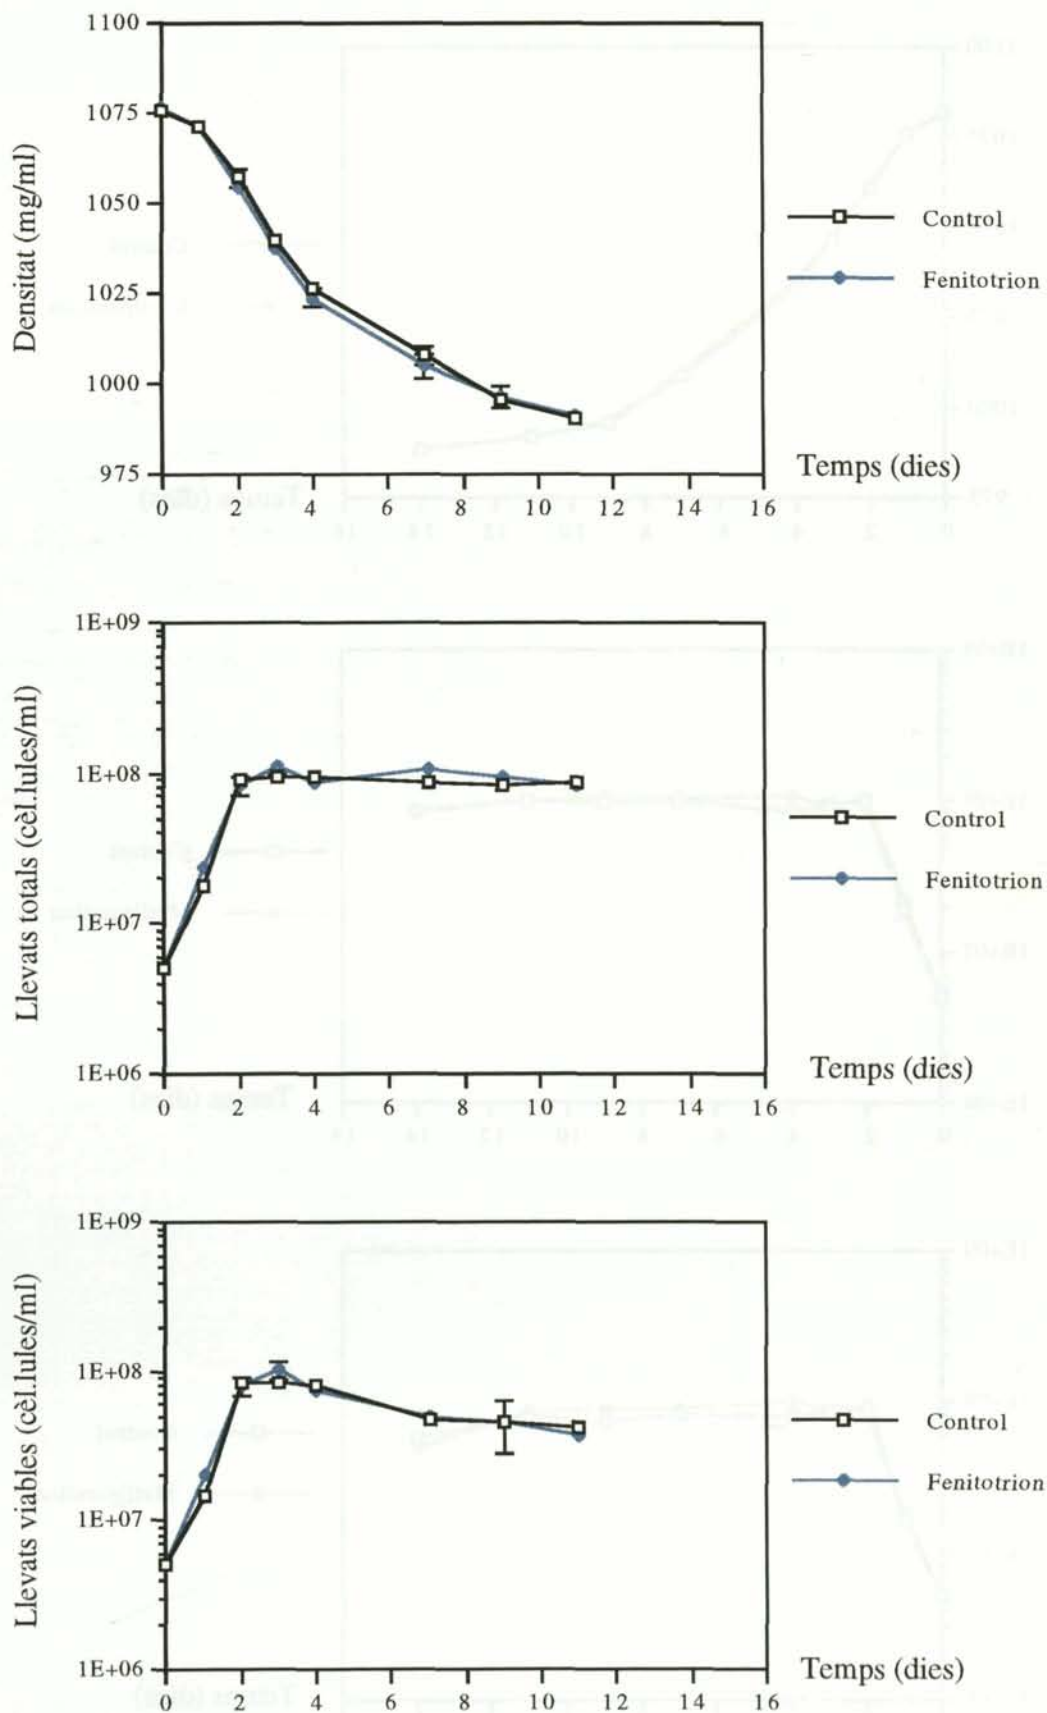 1100
1075
1050
1025
1000
975
Densitat (mg/ml)
Control
Fenitotrion
Temps (dies)
0 2 4 6 8 10 12 14 16
1E+09
1E+08
1E+07
1E+06
Llevats totals (cèl.lules/ml)
Control
Fenitotrion
Temps (dies)
0 2 4 6 8 10 12 14 16
1E+09
1E+08
1E+07
1E+06
Llevats viables (cèl.lules/ml)
Control
Fenitotrion
Temps (dies)
0 2 4 6 8 10 12 14 16